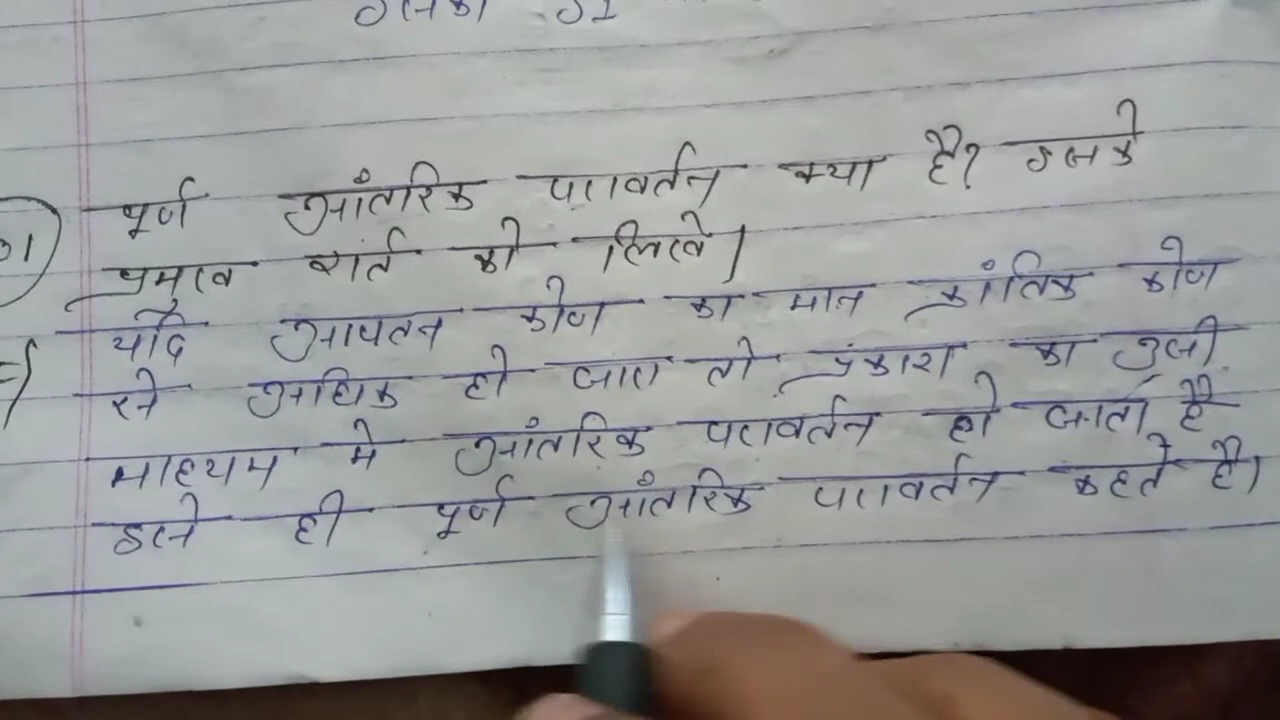 पूर्ण आंतरिक परावर्तन क्या है? इसके
प्रमुख शर्त को लिखे।
यदि आपतन कोण का मान क्रांतिक कोण
से अधिक हो जाए तो प्रकाश का उसी
माध्यम मे आंतरिक परावर्तन हो जाता है
इसे ही पूर्ण आंतरिक परावर्तन कहते है।